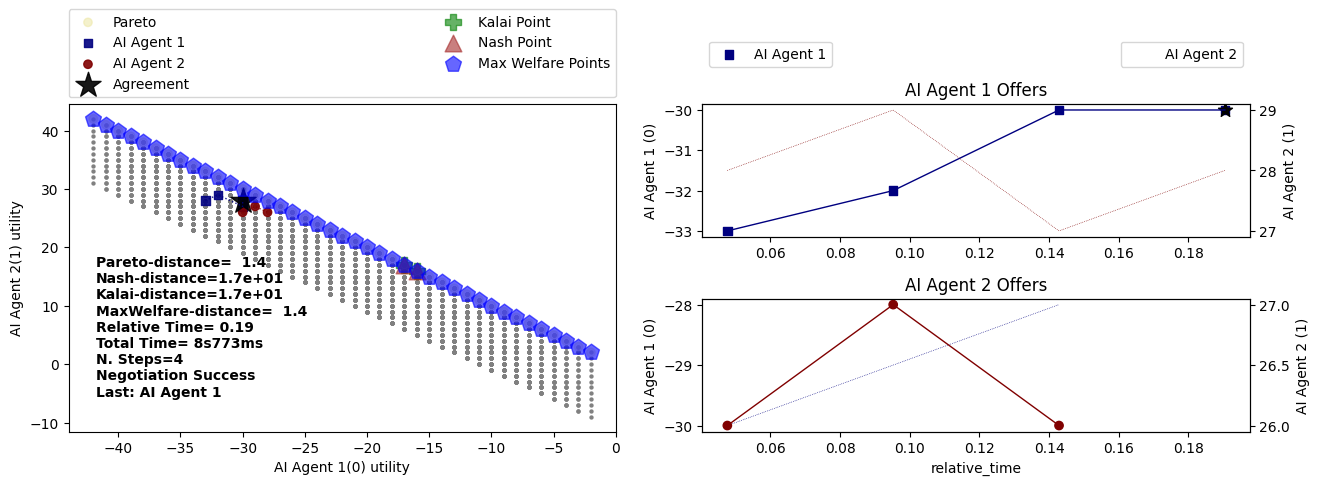 Pareto
AI Agent 1
AI Agent 2
Agreement
Kalai Point
Nash Point
Max Welfare Points
AI Agent 2(1) utility
40
30
20
10
0
−10
Pareto-distance=  1.4
Nash-distance=1.7e+01
Kalai-distance=1.7e+01
MaxWelfare-distance=  1.4
Relative Time= 0.19
Total Time= 8s773ms
N. Steps=4
Negotiation Success
Last: AI Agent 1
−40 −35 −30 −25 −20 −15 −10 −5 0
AI Agent 1(0) utility
AI Agent 1
AI Agent 2
AI Agent 1 Offers
AI Agent 1 (0)
−30
−31
−32
−33
29
28
27
AI Agent 2 (1)
0.06 0.08 0.10 0.12 0.14 0.16 0.18
AI Agent 2 Offers
AI Agent 1 (0)
−28
−29
−30
27.0
26.5
26.0
AI Agent 2 (1)
0.06 0.08 0.10 0.12 0.14 0.16 0.18
relative_time